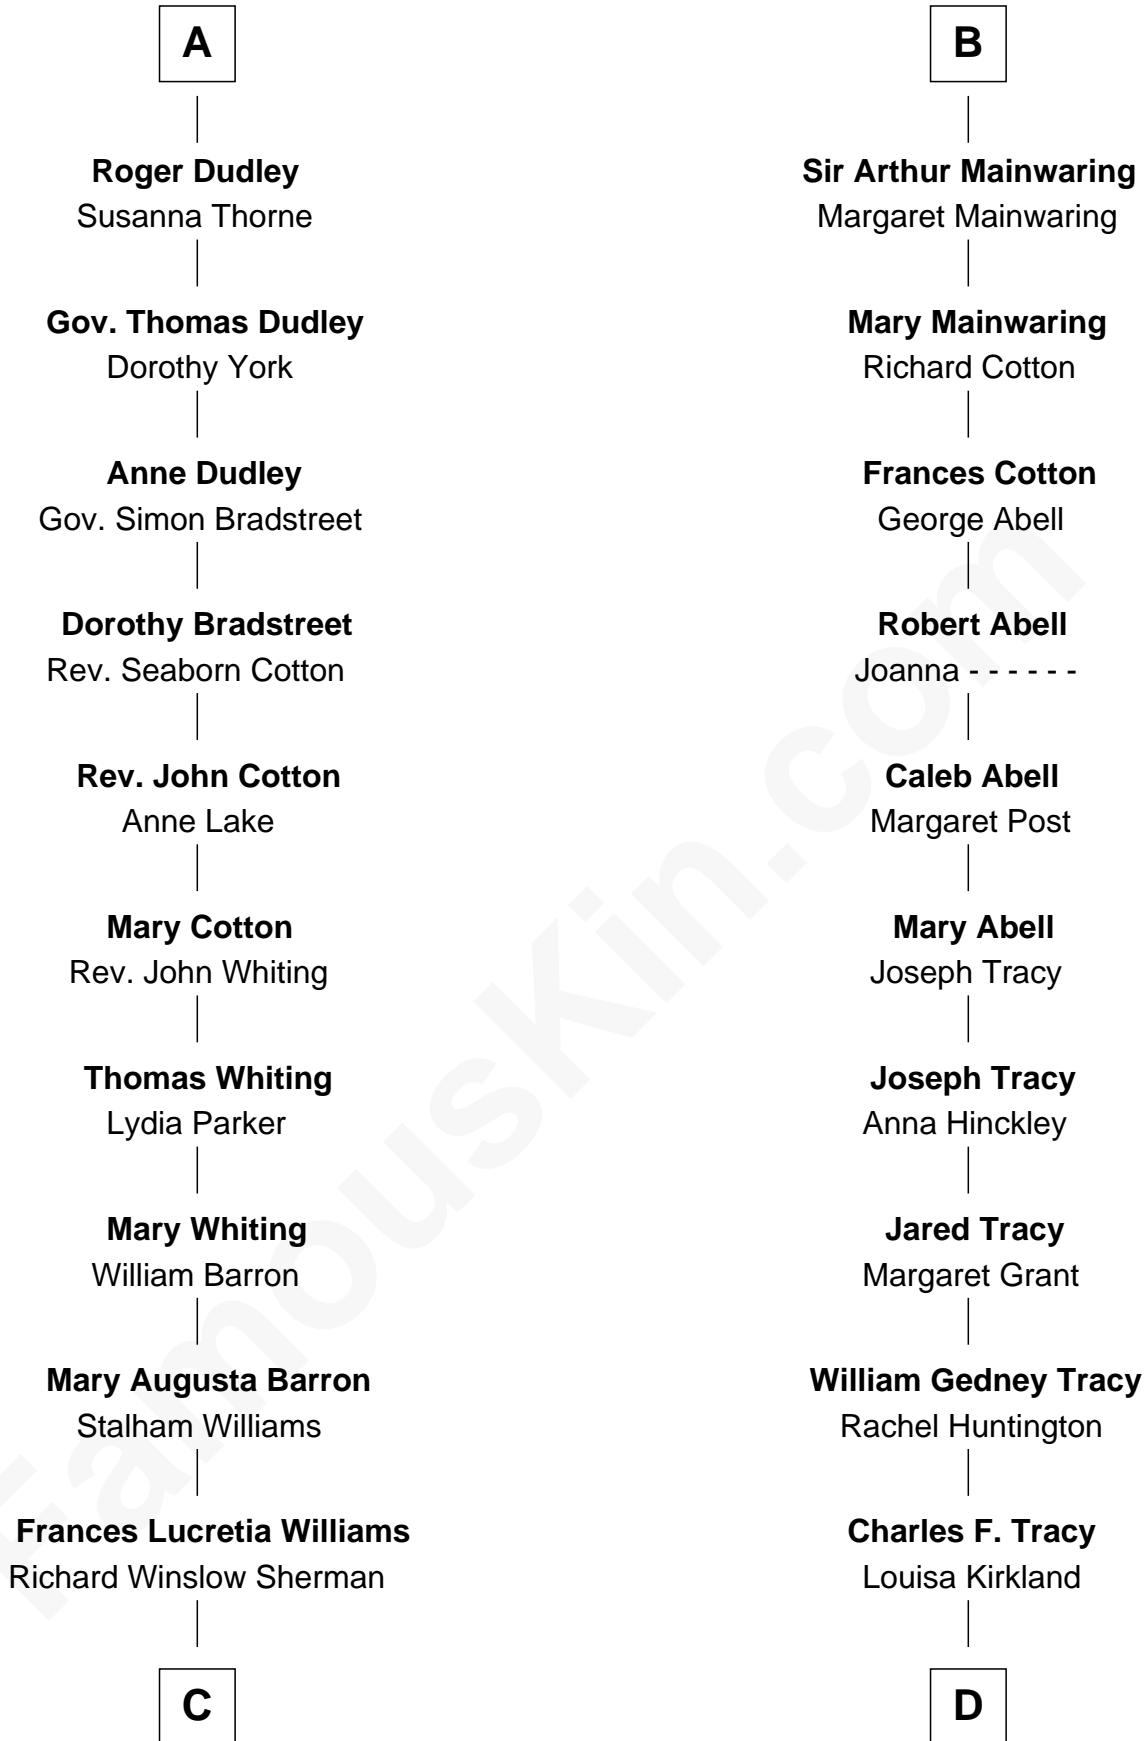 A
Roger Dudley
Susanna Thorne
Gov. Thomas Dudley
Dorothy York
Anne Dudley
Gov. Simon Bradstreet
Dorothy Bradstreet
Rev. Seaborn Cotton
Rev. John Cotton
Anne Lake
Mary Cotton
Rev. John Whiting
Thomas Whiting
Lydia Parker
Mary Whiting
William Barron
Mary Augusta Barron
Stalham Williams
Frances Lucretia Williams
Richard Winslow Sherman
C
B
Sir Arthur Mainwaring
Margaret Mainwaring
Mary Mainwaring
Richard Cotton
Frances Cotton
George Abell
Robert Abell
Joanna - - - - - -
Caleb Abell
Margaret Post
Mary Abell
Joseph Tracy
Joseph Tracy
Anna Hinckley
Jared Tracy
Margaret Grant
William Gedney Tracy
Rachel Huntington
Charles F. Tracy
Louisa Kirkland
D
FamousKin.com